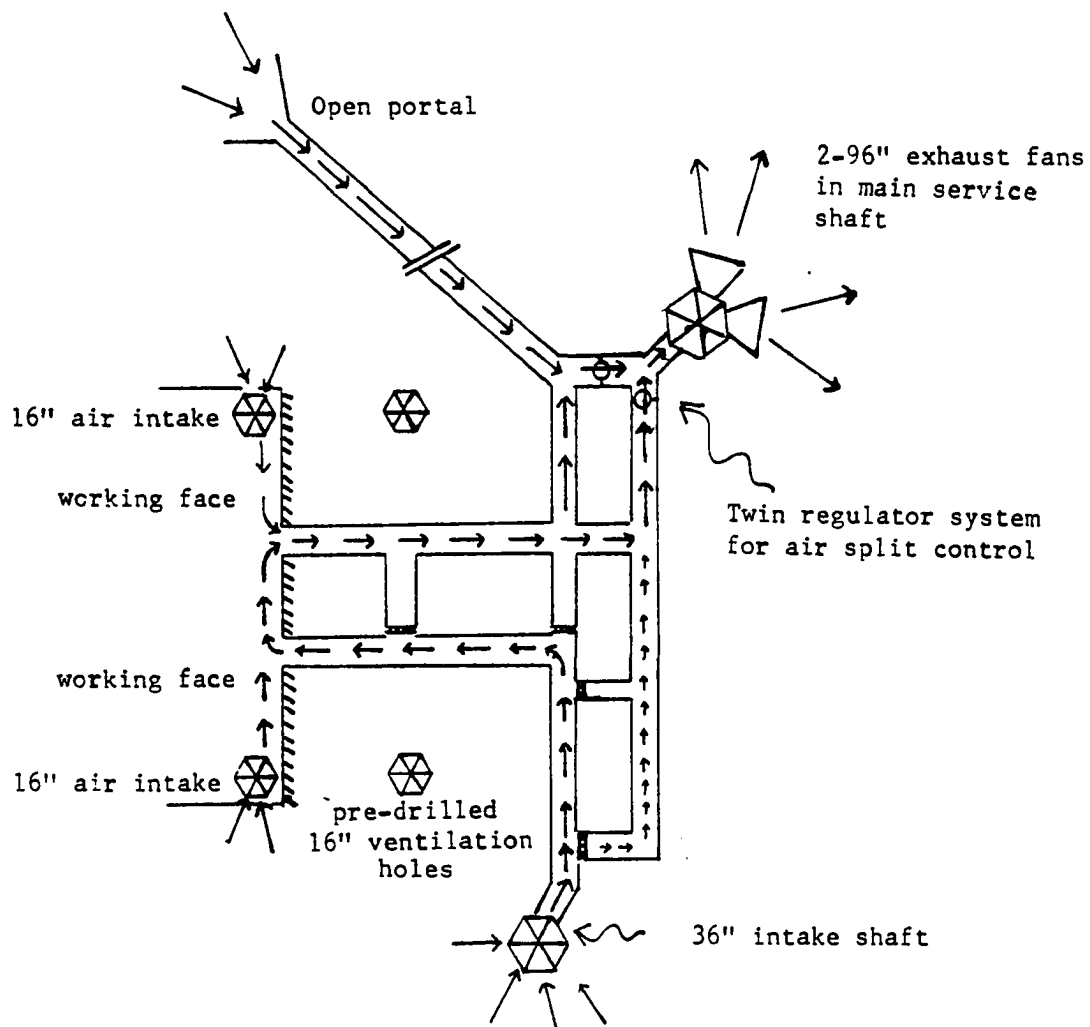 Open portal
2-96" exhaust fans
in main service
shaft
16" air intake
working face
Twin regulator system
for air split control
working face
16" air intake
pre-drilled
16" ventilation
holes
36" intake shaft